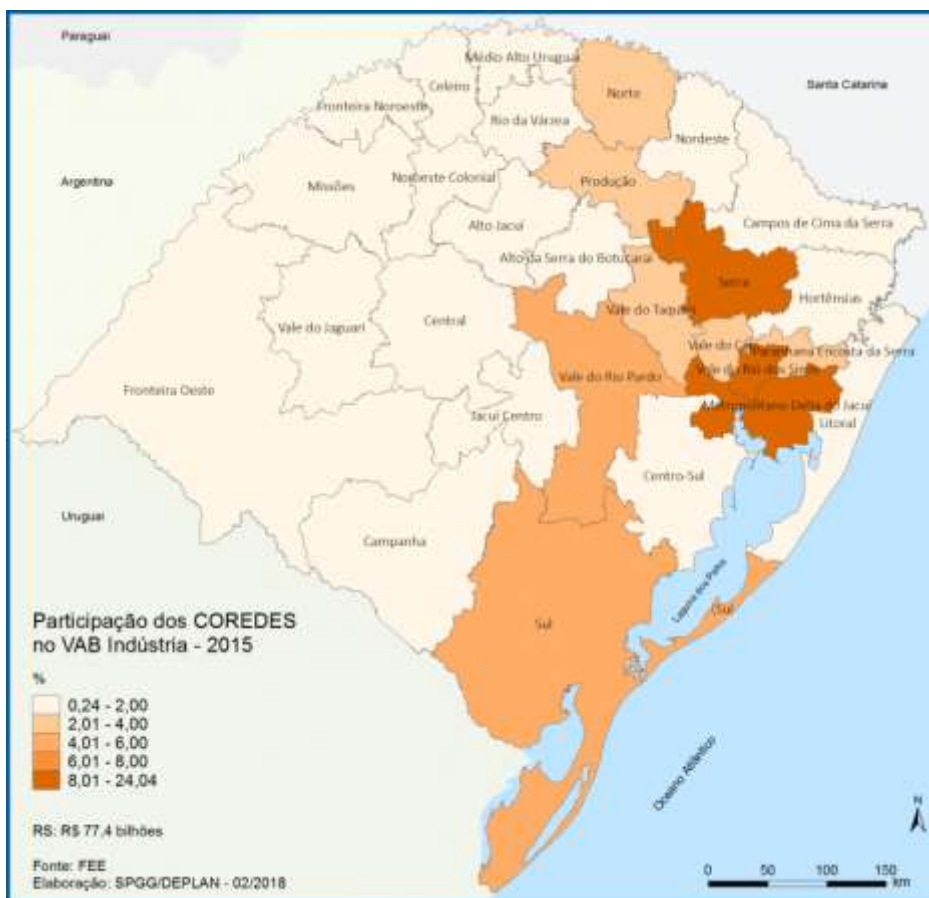 Paraguai
Médio Alto Uruguai
Santa Catarina
Celeiro
Norte
Fronteira Noroeste
Rio da Várzea
Nordeste
Argentina
Missões
Noroeste Colonial
Produção
Alto Jacuí
Campos de Cima da Serra
Alto da Serra do Botucaraí
Serra
Hortênsias
Vale do Taquari
Vale do Jaguari
Central
Vale do Caí
Paranhana Encosta da Serra
Vale do Rio dos Sinos
Fronteira Oeste
Vale do Rio Pardo
Metropolitano Delta do Jacuí
Jacuí Centro
Litoral
Centro-Sul
Uruguai
Campanha
Laguna dos Patos
(Sul
Sul
Participação dos COREDES
no VAB Indústria - 2015
%
0,24 - 2,00
2,01 - 4,00
4,01 - 6,00
6,01 - 8,00
8,01 - 24,04
Oceano Atlântico
RS: R$ 77,4 bilhões
Fonte: FEE
Elaboração: SPGG/DEPLAN - 02/2018
N
0 50 100 150
km